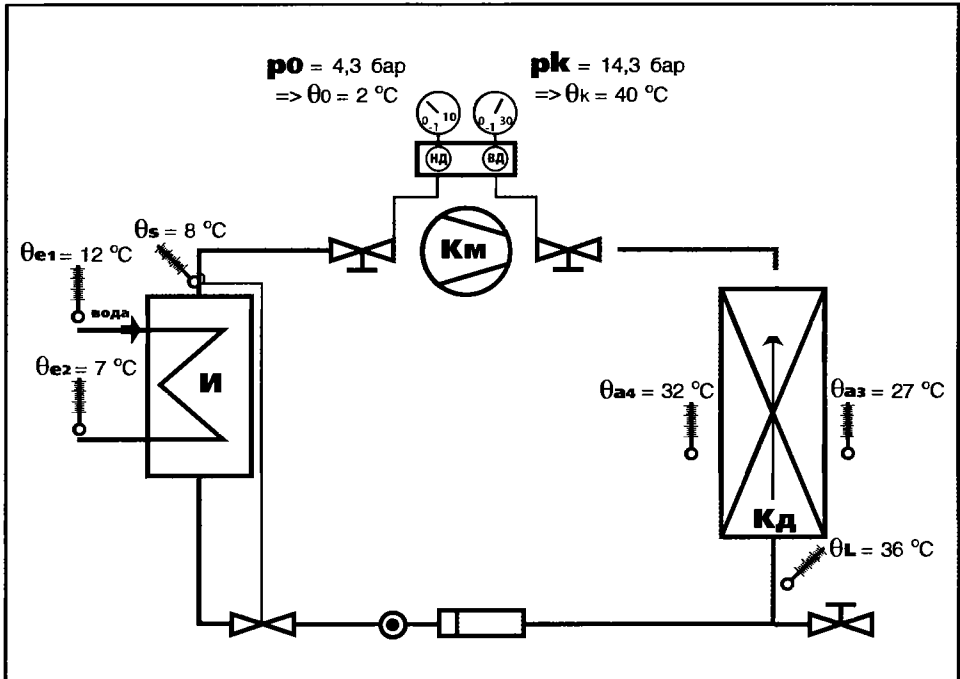 p0 = 4,3 бар
=> θ0 = 2 °C
pk = 14,3 бар
=> θk = 40 °C
0 -1 10
0 -1 30
НД
ВД
θs = 8 °C
θe1 = 12 °C
Км
вода
И
θe2 = 7 °C
θa4 = 32 °C
θa3 = 27 °C
Кд
θL = 36 °C